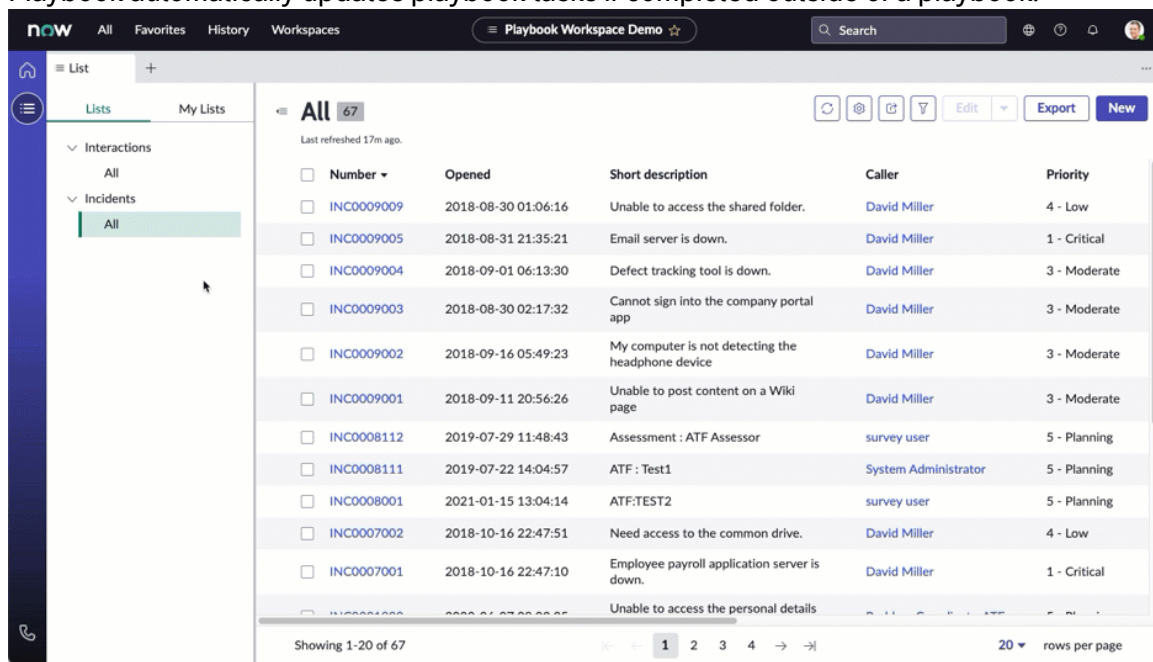 Playbook automatically updates playbook tasks if completed outside of a playbook.
now All Favorites History Workspaces Playbook Workspace Demo Search
List
Lists My Lists
Interactions
All
Incidents
All
All 67
Edit Export New
Last refreshed 17m ago.
Number Opened Short description Caller Priority
INC0009009 2018-08-30 01:06:16 Unable to access the shared folder. David Miller 4 - Low
INC0009005 2018-08-31 21:35:21 Email server is down. David Miller 1 - Critical
INC0009004 2018-09-01 06:13:30 Defect tracking tool is down. David Miller 3 - Moderate
INC0009003 2018-08-30 02:17:32 Cannot sign into the company portal app David Miller 3 - Moderate
INC0009002 2018-09-16 05:49:23 My computer is not detecting the headphone device David Miller 3 - Moderate
INC0009001 2018-09-11 20:56:26 Unable to post content on a Wiki page David Miller 3 - Moderate
INC0008112 2019-07-29 11:48:43 Assessment : ATF Assessor survey user 5 - Planning
INC0008111 2019-07-22 14:04:57 ATF : Test1 System Administrator 5 - Planning
INC0008001 2021-01-15 13:04:14 ATF:TEST2 survey user 5 - Planning
INC0007002 2018-10-16 22:47:51 Need access to the common drive. David Miller 4 - Low
INC0007001 2018-10-16 22:47:10 Employee payroll application server is down. David Miller 1 - Critical
Unable to access the personal details
Showing 1-20 of 67 1 2 3 4 20 rows per page